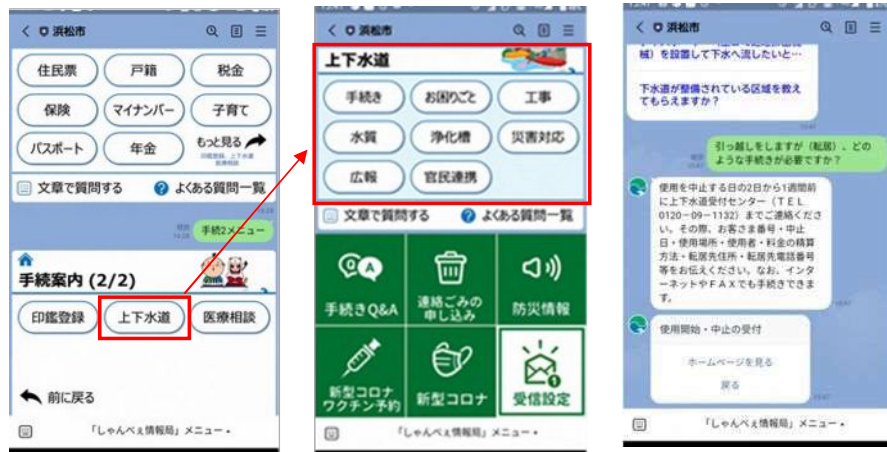 浜松市
住民票
戸籍
税金
保険
マイナンバー
子育て
パスポート
年金
もっと見る
文章で質問する
よくある質問一覧
手続2メニュー
手続案内 (2/2)
印鑑登録
上下水道
医療相談
前に戻る
「しゃんべぇ情報局」メニュー
浜松市
上下水道
手続き
お困りごと
工事
水質
浄化槽
災害対応
広報
官民連携
文章で質問する
よくある質問一覧
手続きQ&A
連絡ごみの
申し込み
防災情報
新型コロナ
ワクチン予約
新型コロナ
受信設定
「しゃんべぇ情報局」メニュー
浜松市
械）を設置して下水へ流したいと…
下水道が整備されている区域を教え
てもらえますか？
引っ越しをしますが（転居）、どの
ような手続きが必要ですか？
使用を中止する日の2日から1週間前
に上下水道受付センター（ＴＥＬ
0120－09－1132）までご連絡くださ
い。その際、お客さま番号・中止
日・使用場所・使用者・料金の精算
方法・転居先住所・転居先電話番号
等をお伝えください。なお、インタ
ーネットやＦＡＸでも手続きできま
す。
使用開始・中止の受付
ホームページを見る
戻る
「しゃんべぇ情報局」メニュー